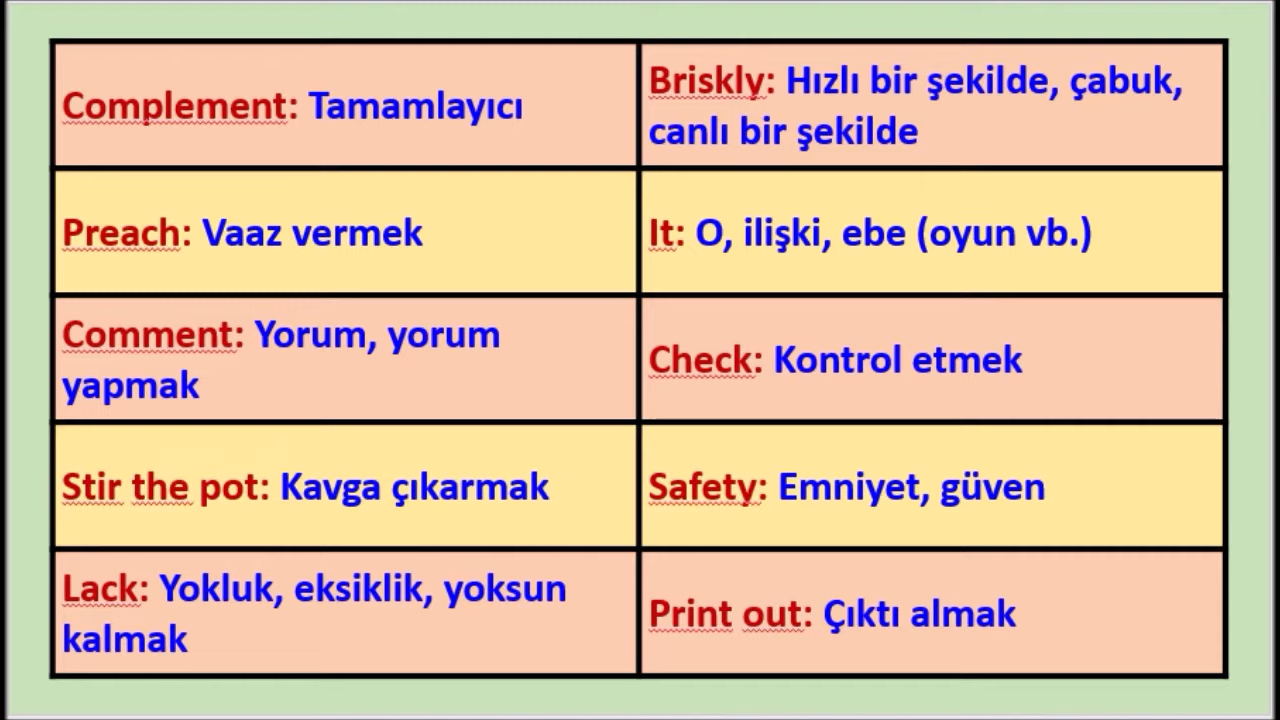 Complement: Tamamlayıcı
Briskly: Hızlı bir şekilde, çabuk,
canlı bir şekilde
Preach: Vaaz vermek
It: O, ilişki, ebe (oyun vb.)
Comment: Yorum, yorum
yapmak
Check: Kontrol etmek
Stir the pot: Kavga çıkarmak
Safety: Emniyet, güven
Lack: Yokluk, eksiklik, yoksun
kalmak
Print out: Çıktı almak